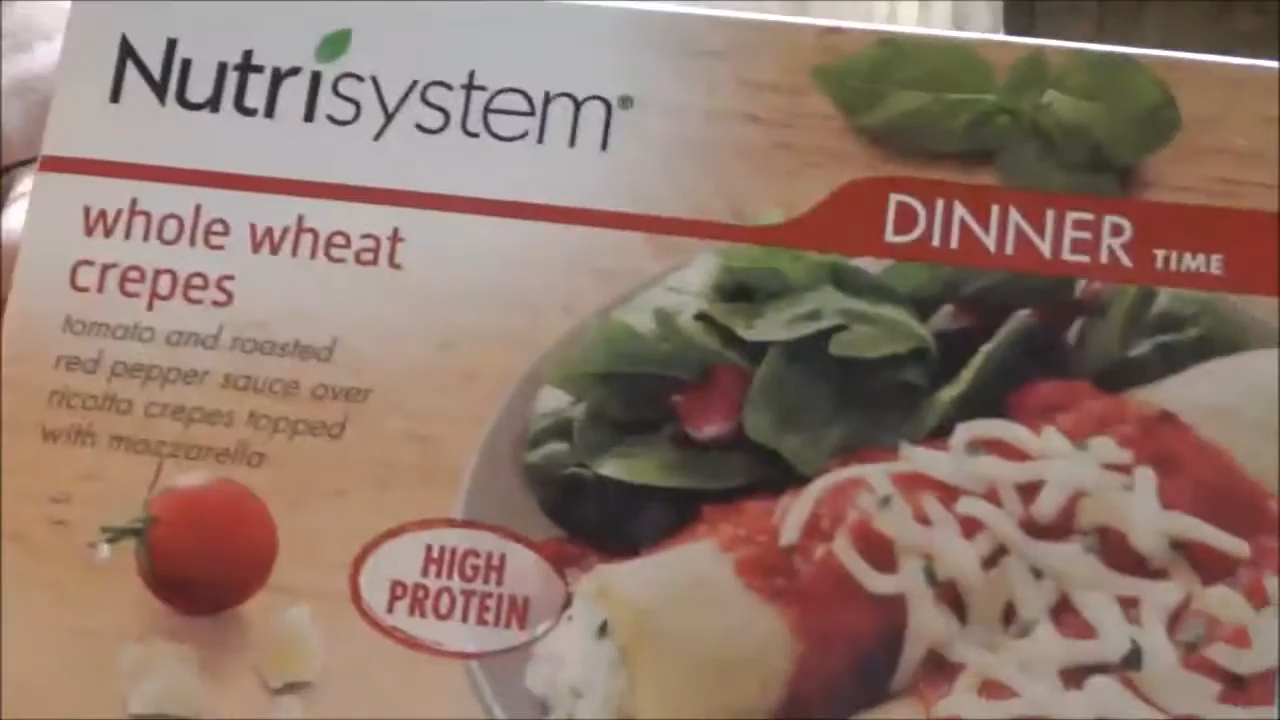 Nutrisystem®
DINNER TIME
whole wheat
crepes
tomato and roasted
red pepper sauce over
ricotta crepes topped
with mozzarella
HIGH
PROTEIN